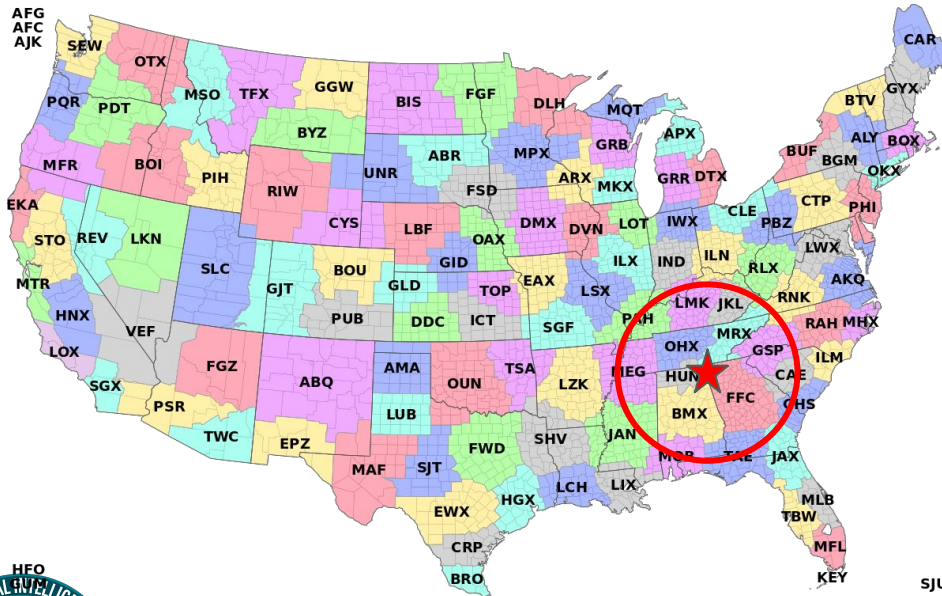 AFG
AFC
AJK
SEW
OTX
CAR
MSO
TFX
GGW
BIS
FGF
DLH
MQT
GYX
BTV
PQR
PDT
BYZ
APX
ALY
BOX
MFR
BOI
PIH
RIW
UNR
ABR
FSD
MPX
ARX
GRB
MKX
GRR
DTX
BUF
BGM
OKX
EKA
STO
REV
LKN
CYS
LBF
GID
OAX
DMX
DVN
LOT
IWX
CLE
PBZ
CTP
PHI
MTR
SLC
GJT
BOU
PUB
GLD
DDC
TOP
ICT
EAX
LSX
ILX
IND
ILN
RLX
LWX
AKQ
HNX
VEF
SGF
PAH
LMK
JKL
RNK
RAH
MHX
LOX
SGX
FGZ
ABQ
AMA
OUN
TSA
LZK
MEG
OHX
MRX
GSP
CAE
ILM
HUN
FFC
CHS
PSR
TWC
EPZ
LUB
BMX
MAF
SJT
FWD
SHV
JAN
MOB
TAE
JAX
EWX
HGX
LCH
LIX
MLB
TBW
CRP
BRO
MFL
KEY
HFO
GUM
SJU